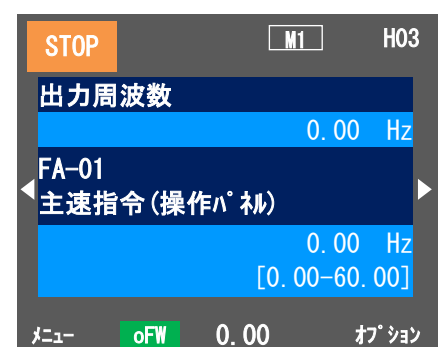 STOP M1 H03
出力周波数
0.00 Hz
FA-01
主速指令(操作ﾊﾟﾈﾙ)
0.00 Hz
[0.00-60.00]
ﾒﾆｭｰ oFW 0.00 ｵﾌﾟｼｮﾝ